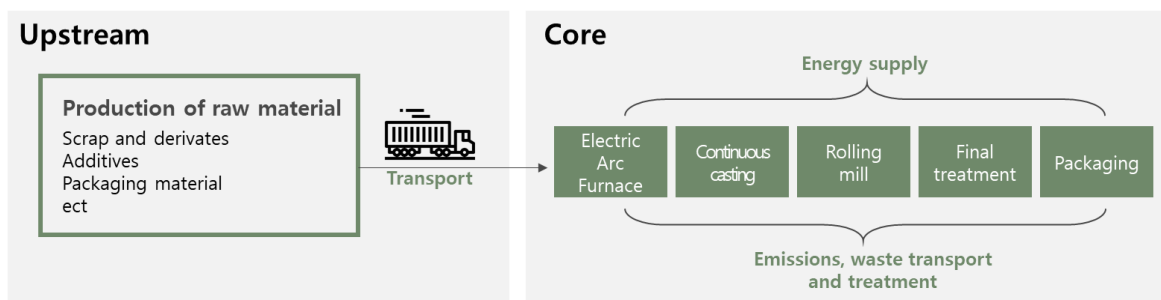 Upstream
Production of raw material
Scrap and derivates
Additives
Packaging material
ect
Transport
Core
Energy supply
Electric
Arc
Furnace
Continuous
casting
Rolling
mill
Final
treatment
Packaging
Emissions, waste transport
and treatment